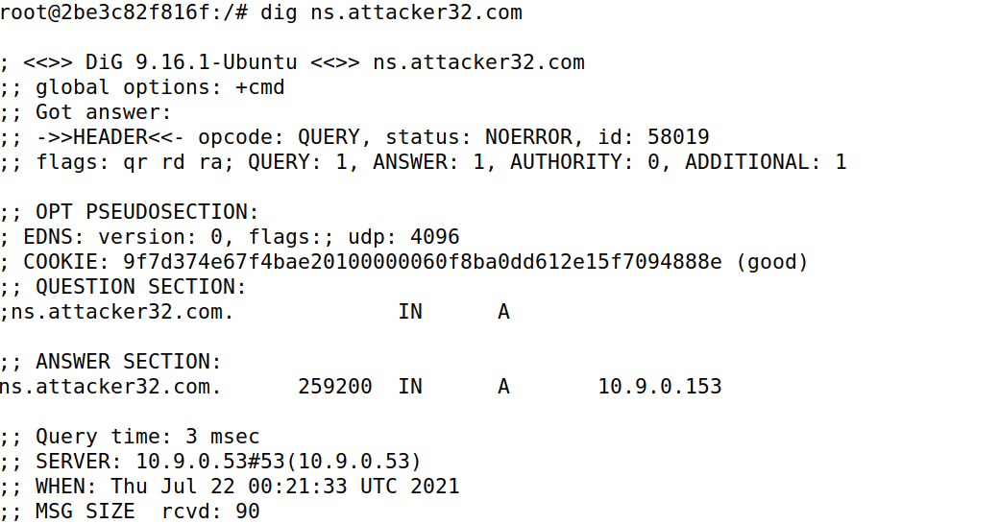 root@2be3c82f816f:/# dig ns.attacker32.com
; <<>> DiG 9.16.1-Ubuntu <<>> ns.attacker32.com
;; global options: +cmd
;; Got answer:
;; ->>HEADER<<- opcode: QUERY, status: NOERROR, id: 58019
;; flags: qr rd ra; QUERY: 1, ANSWER: 1, AUTHORITY: 0, ADDITIONAL: 1
;; OPT PSEUDOSECTION:
; EDNS: version: 0, flags:; udp: 4096
; COOKIE: 9f7d374e67f4bae20100000060f8ba0dd612e15f7094888e (good)
;; QUESTION SECTION:
;ns.attacker32.com. IN A
;; ANSWER SECTION:
ns.attacker32.com. 259200 IN A 10.9.0.153
;; Query time: 3 msec
;; SERVER: 10.9.0.53#53(10.9.0.53)
;; WHEN: Thu Jul 22 00:21:33 UTC 2021
;; MSG SIZE  rcvd: 90